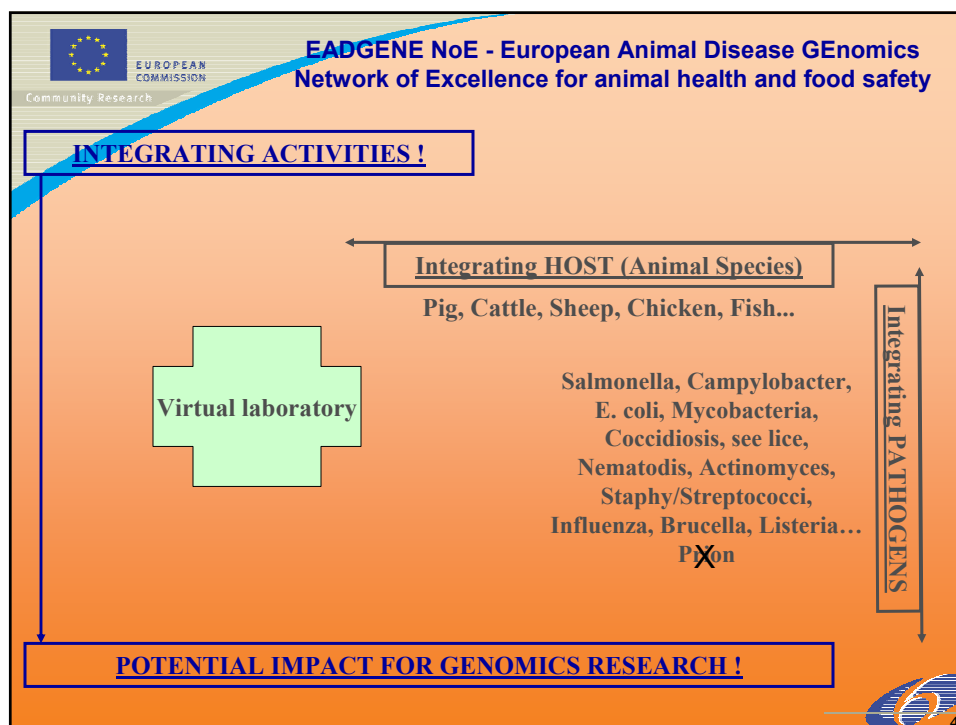 EUROPEAN
COMMISSION
Community Research
EADGENE NoE - European Animal Disease GEnomics
Network of Excellence for animal health and food safety
INTEGRATING ACTIVITIES !
Integrating HOST (Animal Species)
Pig, Cattle, Sheep, Chicken, Fish...
Integrating PATHOGENS
Virtual laboratory
Salmonella, Campylobacter,
E. coli, Mycobacteria,
Coccidiosis, see lice,
Nematodis, Actinomyces,
Staphy/Streptococci,
Influenza, Brucella, Listeria…
Prion
X
POTENTIAL IMPACT FOR GENOMICS RESEARCH !
6
4